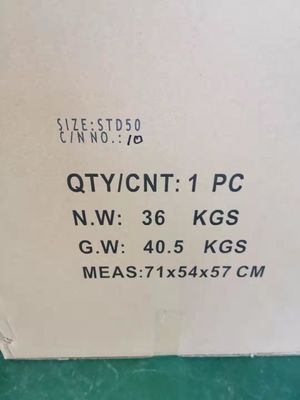 SIZE:STD50
C/NNO.:10
QTY/CNT: 1 PC
N.W: 36 KGS
G.W: 40.5 KGS
MEAS:71x54x57 CM